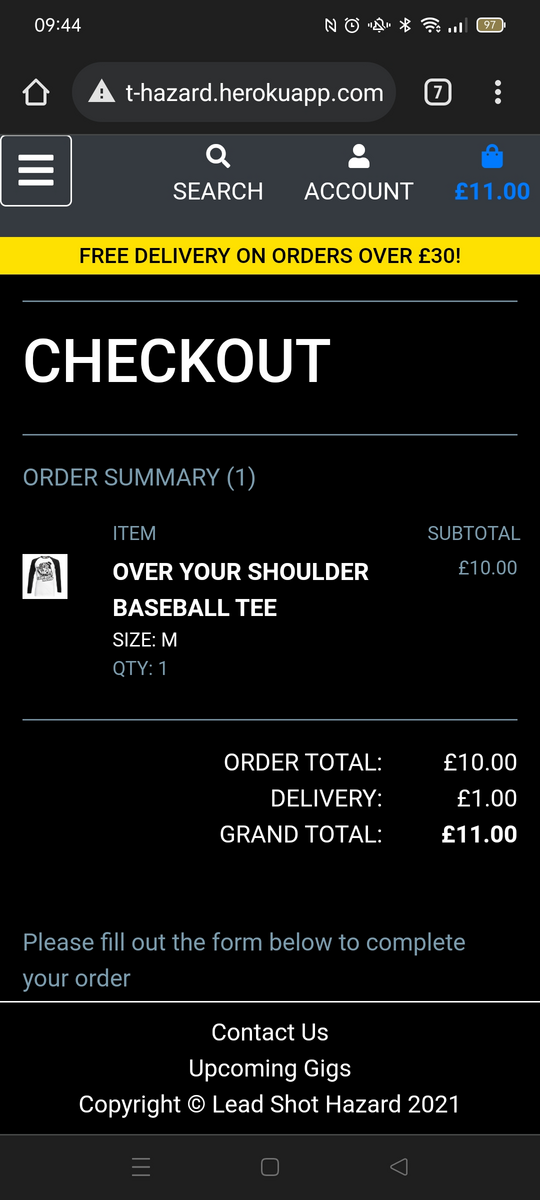 09:44
97
t-hazard.herokuapp.com
7
SEARCH
ACCOUNT
£11.00
FREE DELIVERY ON ORDERS OVER £30!
CHECKOUT
ORDER SUMMARY (1)
ITEM SUBTOTAL
OVER YOUR SHOULDER £10.00
BASEBALL TEE
SIZE: M
QTY: 1
ORDER TOTAL: £10.00
DELIVERY: £1.00
GRAND TOTAL: £11.00
Please fill out the form below to complete
your order
Contact Us
Upcoming Gigs
Copyright © Lead Shot Hazard 2021